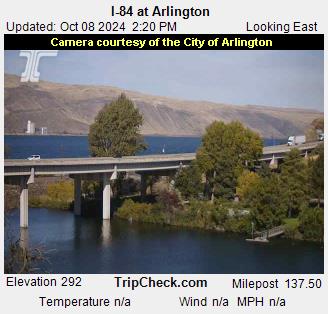 I-84 at Arlington
Updated: Oct 08 2024 2:20 PM Looking East
Camera courtesy of the City of Arlington
Elevation 292 TripCheck.com Milepost 137.50
Temperature n/a Wind n/a MPH n/a